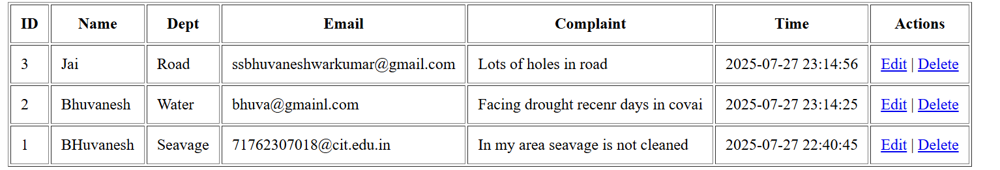 ID Name Dept Email Complaint Time Actions
3 Jai Road ssbhuvaneshwarkumar@gmail.com Lots of holes in road 2025-07-27 23:14:56 Edit | Delete
2 Bhuvanesh Water bhuva@gmainl.com Facing drought recenr days in covai 2025-07-27 23:14:25 Edit | Delete
1 BHuvanesh Seavage 71762307018@cit.edu.in In my area seavage is not cleaned 2025-07-27 22:40:45 Edit | Delete